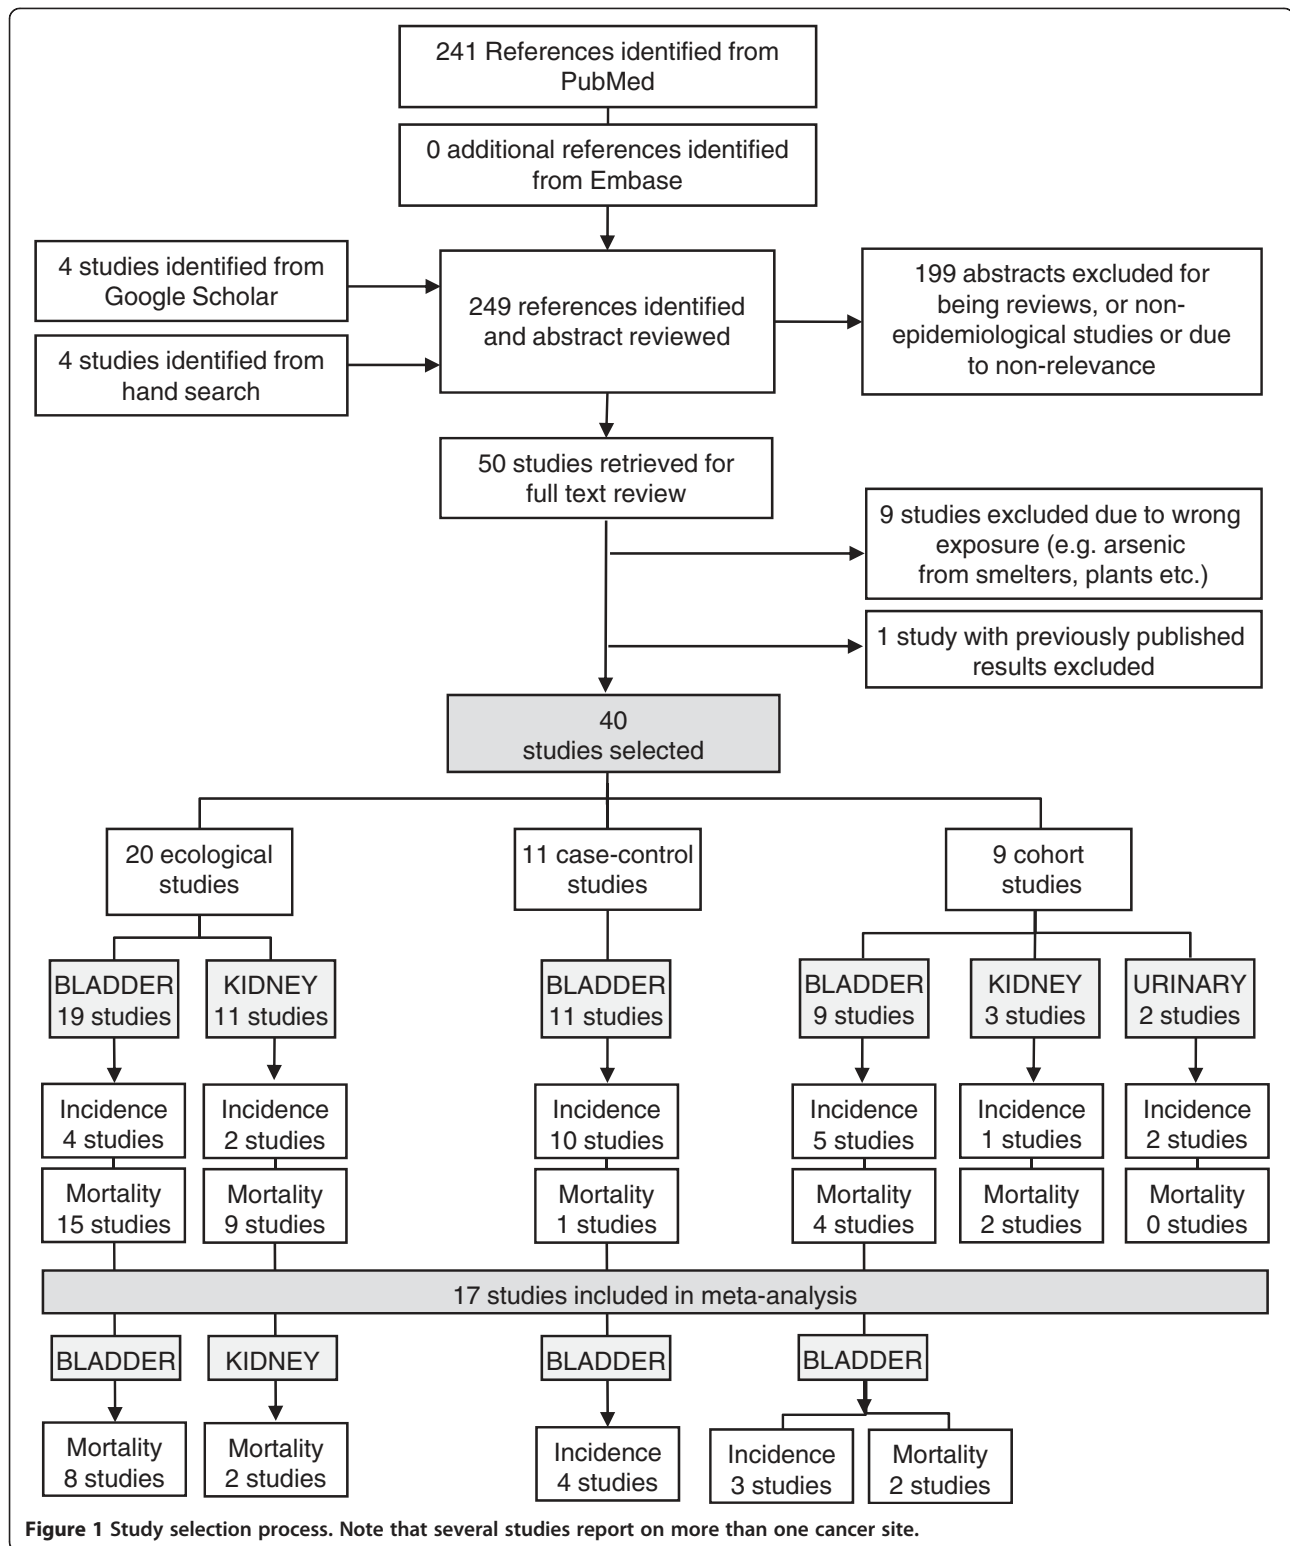 241 References identified from
PubMed
0 additional references identified
from Embase
4 studies identified from
Google Scholar
4 studies identified from
hand search
249 references identified
and abstract reviewed
199 abstracts excluded for
being reviews, or non-
epidemiological studies or due
to non-relevance
50 studies retrieved for
full text review
9 studies excluded due to wrong
exposure (e.g. arsenic
from smelters, plants etc.)
1 study with previously published
results excluded
40
studies selected
20 ecological
studies
11 case-control
studies
9 cohort
studies
BLADDER
19 studies
KIDNEY
11 studies
BLADDER
11 studies
BLADDER
9 studies
KIDNEY
3 studies
URINARY
2 studies
Incidence
4 studies
Incidence
2 studies
Incidence
10 studies
Incidence
5 studies
Incidence
1 studies
Incidence
2 studies
Mortality
15 studies
Mortality
9 studies
Mortality
1 studies
Mortality
4 studies
Mortality
2 studies
Mortality
0 studies
17 studies included in meta-analysis
BLADDER
KIDNEY
BLADDER
BLADDER
Mortality
8 studies
Mortality
2 studies
Incidence
4 studies
Incidence
3 studies
Mortality
2 studies
Figure 1 Study selection process. Note that several studies report on more than one cancer site.